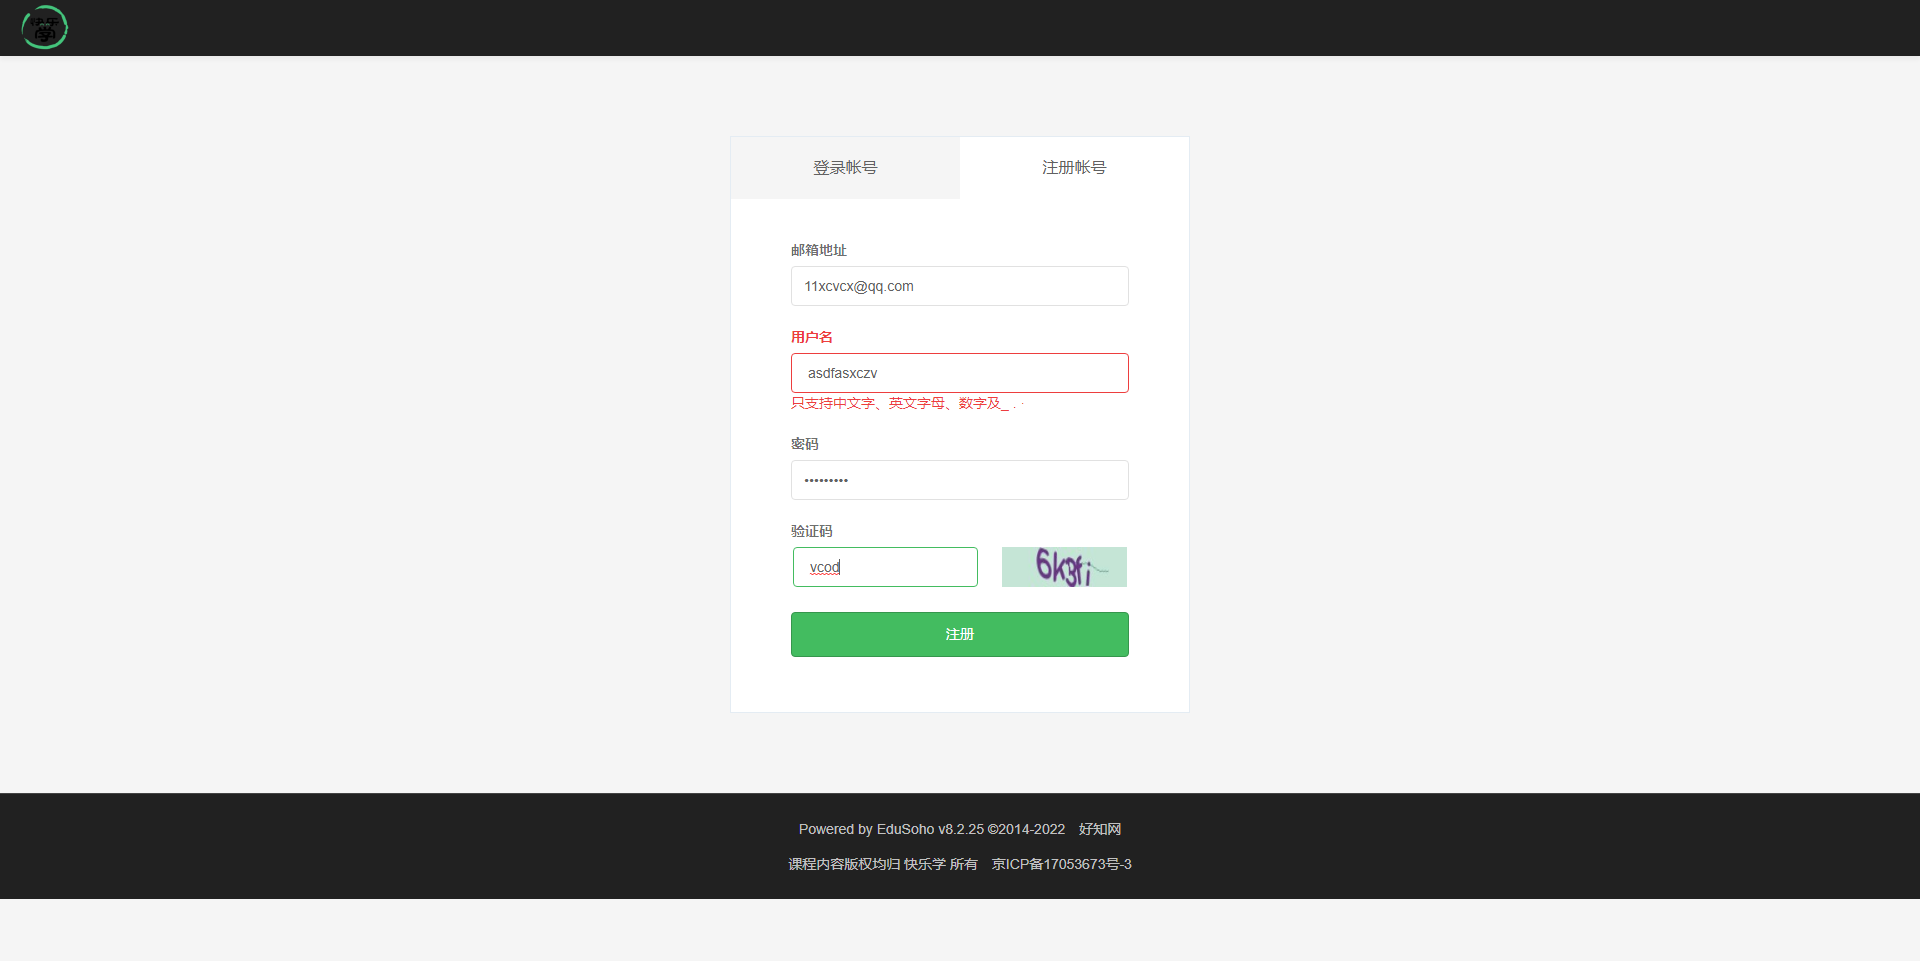 快乐
学
登录帐号
注册帐号
邮箱地址
11xcvcx@qq.com
用户名
asdfasxczv
只支持中文字、英文字母、数字及_ . ·
密码
•••••••••
验证码
vcod
6k3fi
注册
Powered by EduSoho v8.2.25 ©2014-2022 好知网
课程内容版权均归 快乐学 所有 京ICP备17053673号-3